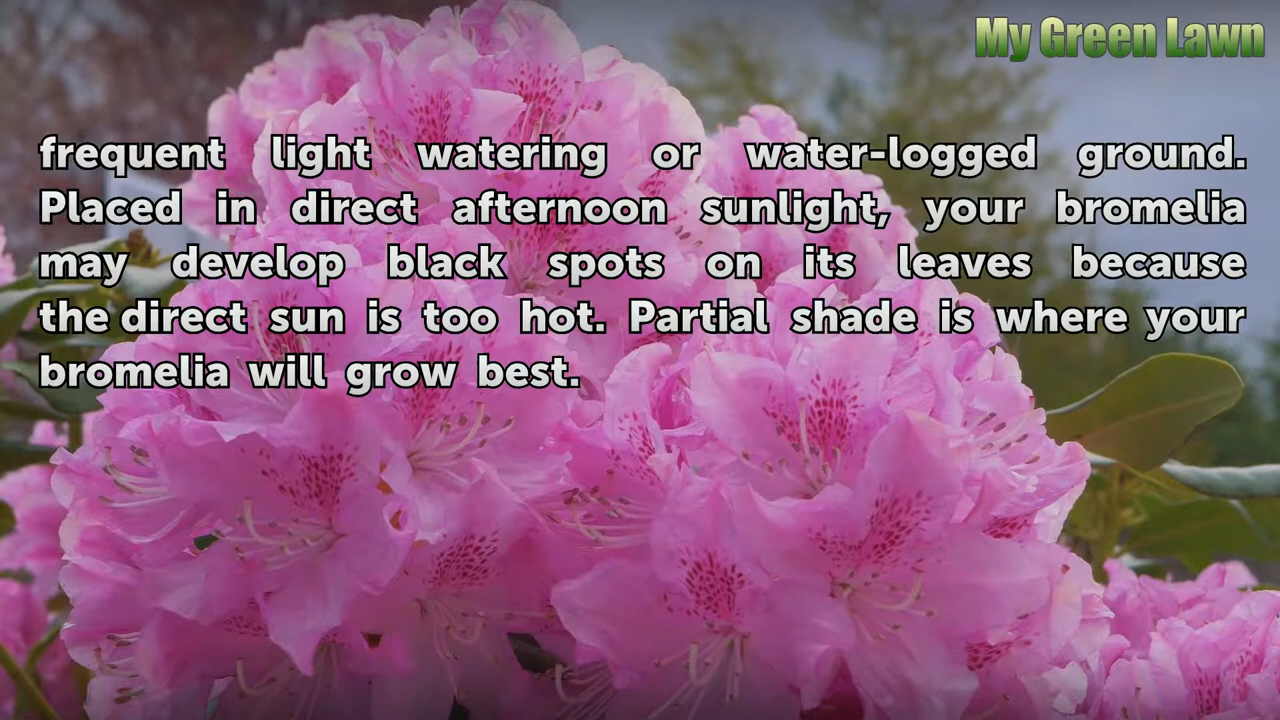 My Green Lawn
frequent light watering or water-logged ground.
Placed in direct afternoon sunlight, your bromelia
may develop black spots on its leaves because
the direct sun is too hot. Partial shade is where your
bromelia will grow best.